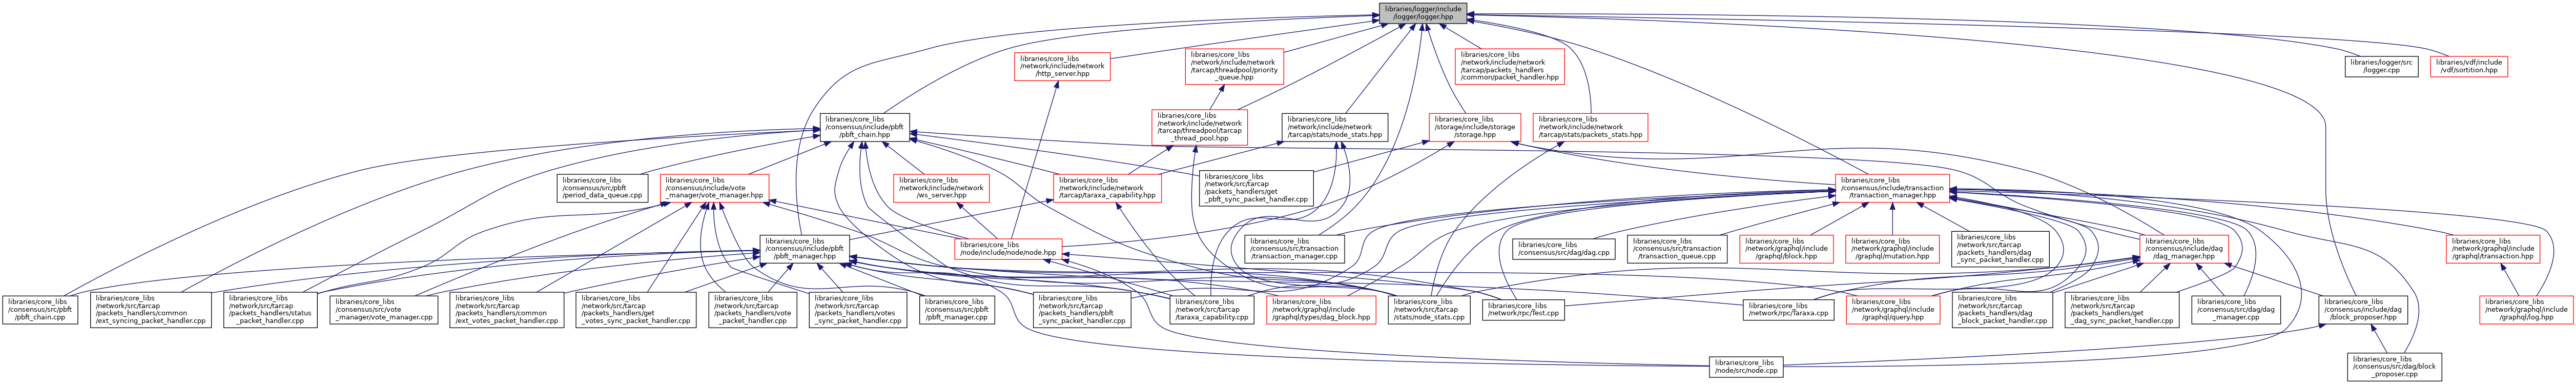 libraries/logger/include
/logger/logger.hpp
libraries/core_libs
/network/include/network
/http_server.hpp
libraries/core_libs
/network/include/network
/tarcap/threadpool/priority
_queue.hpp
libraries/core_libs
/network/include/network
/tarcap/packets_handlers
/common/packet_handler.hpp
libraries/logger/src
/logger.cpp
libraries/vdf/include
/vdf/sortition.hpp
libraries/core_libs
/consensus/include/pbft
/pbft_chain.hpp
libraries/core_libs
/network/include/network
/tarcap/threadpool/tarcap
_thread_pool.hpp
libraries/core_libs
/network/include/network
/tarcap/stats/node_stats.hpp
libraries/core_libs
/storage/include/storage
/storage.hpp
libraries/core_libs
/network/include/network
/tarcap/stats/packets_stats.hpp
libraries/core_libs
/consensus/src/pbft
/period_data_queue.cpp
libraries/core_libs
/consensus/include/vote
_manager/vote_manager.hpp
libraries/core_libs
/network/include/network
/ws_server.hpp
libraries/core_libs
/network/include/network
/tarcap/taraxa_capability.hpp
libraries/core_libs
/network/src/tarcap
/packets_handlers/get
_pbft_sync_packet_handler.cpp
libraries/core_libs
/consensus/include/transaction
/transaction_manager.hpp
libraries/core_libs
/consensus/include/pbft
/pbft_manager.hpp
libraries/core_libs
/node/include/node/node.hpp
libraries/core_libs
/consensus/src/transaction
/transaction_manager.cpp
libraries/core_libs
/consensus/src/dag/dag.cpp
libraries/core_libs
/consensus/src/transaction
/transaction_queue.cpp
libraries/core_libs
/network/graphql/include
/graphql/block.hpp
libraries/core_libs
/network/graphql/include
/graphql/mutation.hpp
libraries/core_libs
/network/src/tarcap
/packets_handlers/dag
_sync_packet_handler.cpp
libraries/core_libs
/consensus/include/dag
/dag_manager.hpp
libraries/core_libs
/network/graphql/include
/graphql/transaction.hpp
libraries/core_libs
/consensus/src/pbft
/pbft_chain.cpp
libraries/core_libs
/network/src/tarcap
/packets_handlers/common
/ext_syncing_packet_handler.cpp
libraries/core_libs
/network/src/tarcap
/packets_handlers/status
_packet_handler.cpp
libraries/core_libs
/consensus/src/vote
_manager/vote_manager.cpp
libraries/core_libs
/network/src/tarcap
/packets_handlers/common
/ext_votes_packet_handler.cpp
libraries/core_libs
/network/src/tarcap
/packets_handlers/get
_votes_sync_packet_handler.cpp
libraries/core_libs
/network/src/tarcap
/packets_handlers/vote
_packet_handler.cpp
libraries/core_libs
/network/src/tarcap
/packets_handlers/votes
_sync_packet_handler.cpp
libraries/core_libs
/consensus/src/pbft
/pbft_manager.cpp
libraries/core_libs
/network/src/tarcap
/packets_handlers/pbft
_sync_packet_handler.cpp
libraries/core_libs
/network/src/tarcap
/taraxa_capability.cpp
libraries/core_libs
/network/graphql/include
/graphql/types/dag_block.hpp
libraries/core_libs
/network/src/tarcap
/stats/node_stats.cpp
libraries/core_libs
/network/rpc/Test.cpp
libraries/core_libs
/network/rpc/Taraxa.cpp
libraries/core_libs
/network/graphql/include
/graphql/query.hpp
libraries/core_libs
/network/src/tarcap
/packets_handlers/dag
_block_packet_handler.cpp
libraries/core_libs
/network/src/tarcap
/packets_handlers/get
_dag_sync_packet_handler.cpp
libraries/core_libs
/consensus/src/dag/dag
_manager.cpp
libraries/core_libs
/consensus/include/dag
/block_proposer.hpp
libraries/core_libs
/network/graphql/include
/graphql/log.hpp
libraries/core_libs
/node/src/node.cpp
libraries/core_libs
/consensus/src/dag/block
_proposer.cpp